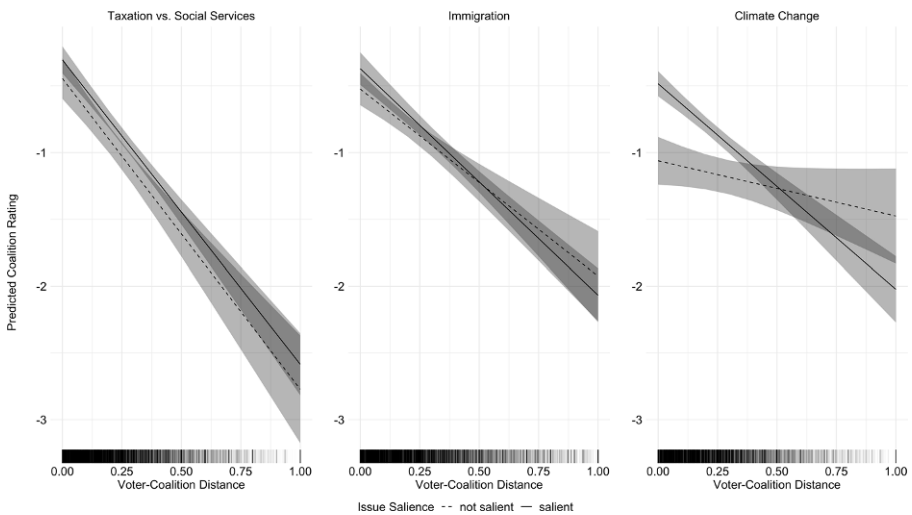 Taxation vs. Social Services
Immigration
Climate Change
Predicted Coalition Rating
-1
-2
-3
-1
-2
-3
-1
-2
-3
0.00 0.25 0.50 0.75 1.00
0.00 0.25 0.50 0.75 1.00
0.00 0.25 0.50 0.75 1.00
Voter-Coalition Distance
Voter-Coalition Distance
Voter-Coalition Distance
Issue Salience not salient salient